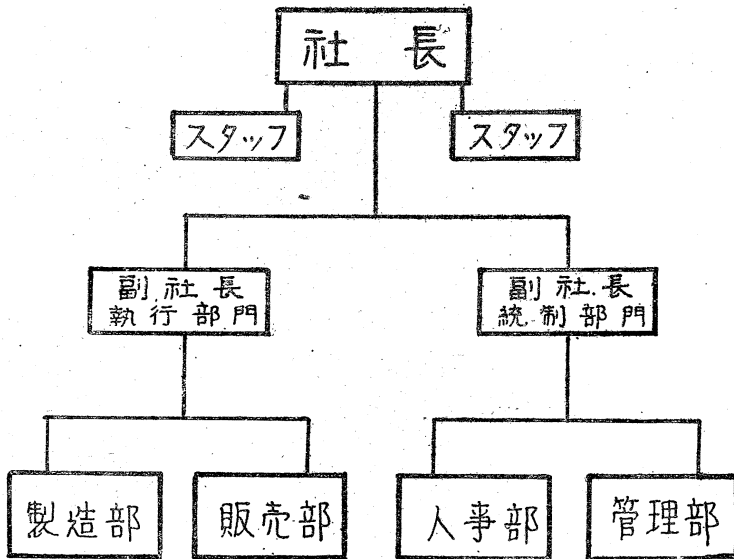 社長
スタッフ
スタッフ
副社長
執行部門
副社長
統制部門
製造部
販売部
人事部
管理部